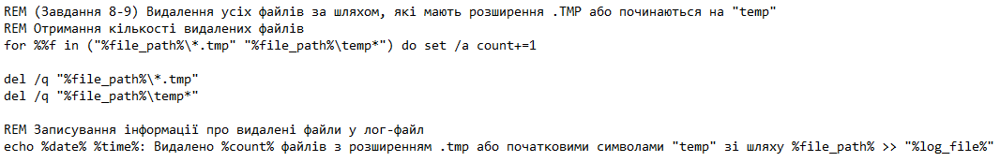 REM (Завдання 8-9) Видалення усіх файлів за шляхом, які мають розширення .TMP або починаються на "temp"
REM Отримання кількості видалених файлів
for %%f in ("%file_path%\*.tmp" "%file_path%\temp*") do set /a count+=1
del /q "%file_path%\*.tmp"
del /q "%file_path%\temp*"
REM Записування інформації про видалені файли у лог-файл
echo %date% %time%: Видалено %count% файлів з розширенням .tmp або початковими символами "temp" зі шляху %file_path% >> "%log_file%"